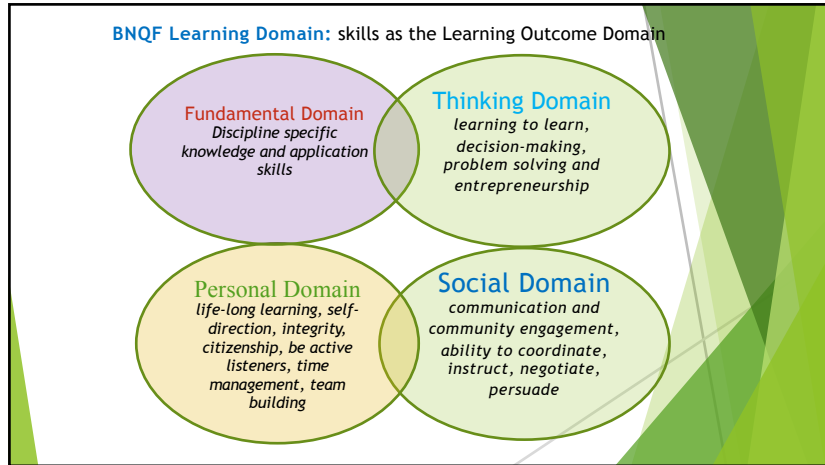 BNQF Learning Domain: skills as the Learning Outcome Domain
Fundamental Domain
Discipline specific
knowledge and application
skills
Thinking Domain
learning to learn,
decision-making,
problem solving and
entrepreneurship
Personal Domain
life-long learning, self-
direction, integrity,
citizenship, be active
listeners, time
management, team
building
Social Domain
communication and
community engagement,
ability to coordinate,
instruct, negotiate,
persuade